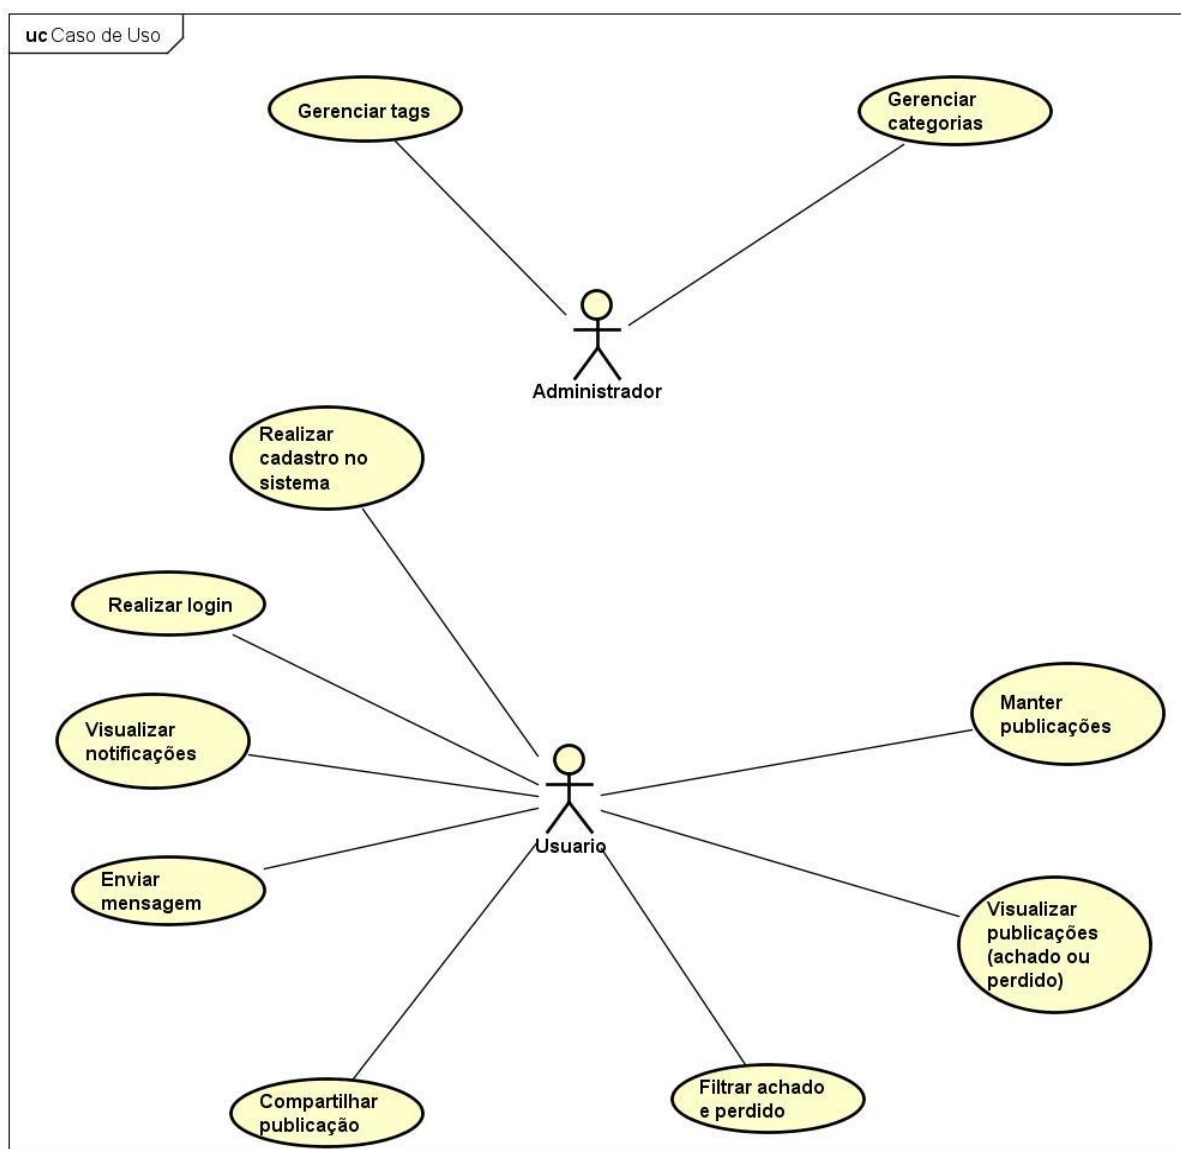 uc Caso de Uso
Gerenciar tags
Gerenciar
categorias
Administrador
Realizar
cadastro no
sistema
Realizar login
Visualizar
notificações
Enviar
mensagem
Usuario
Manter
publicações
Visualizar
publicações
(achado ou
perdido)
Compartilhar
publicação
Filtrar achado
e perdido